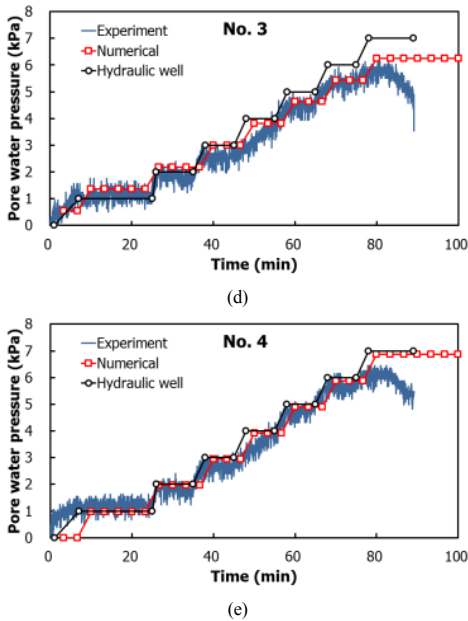 8
7
6
5
4
3
2
1
0
Pore water pressure (kPa)
No. 3
Experiment
Numerical
Hydraulic well
0 20 40 60 80 100
Time (min)
(d)
8
7
6
5
4
3
2
1
0
Pore water pressure (kPa)
No. 4
Experiment
Numerical
Hydraulic well
0 20 40 60 80 100
Time (min)
(e)